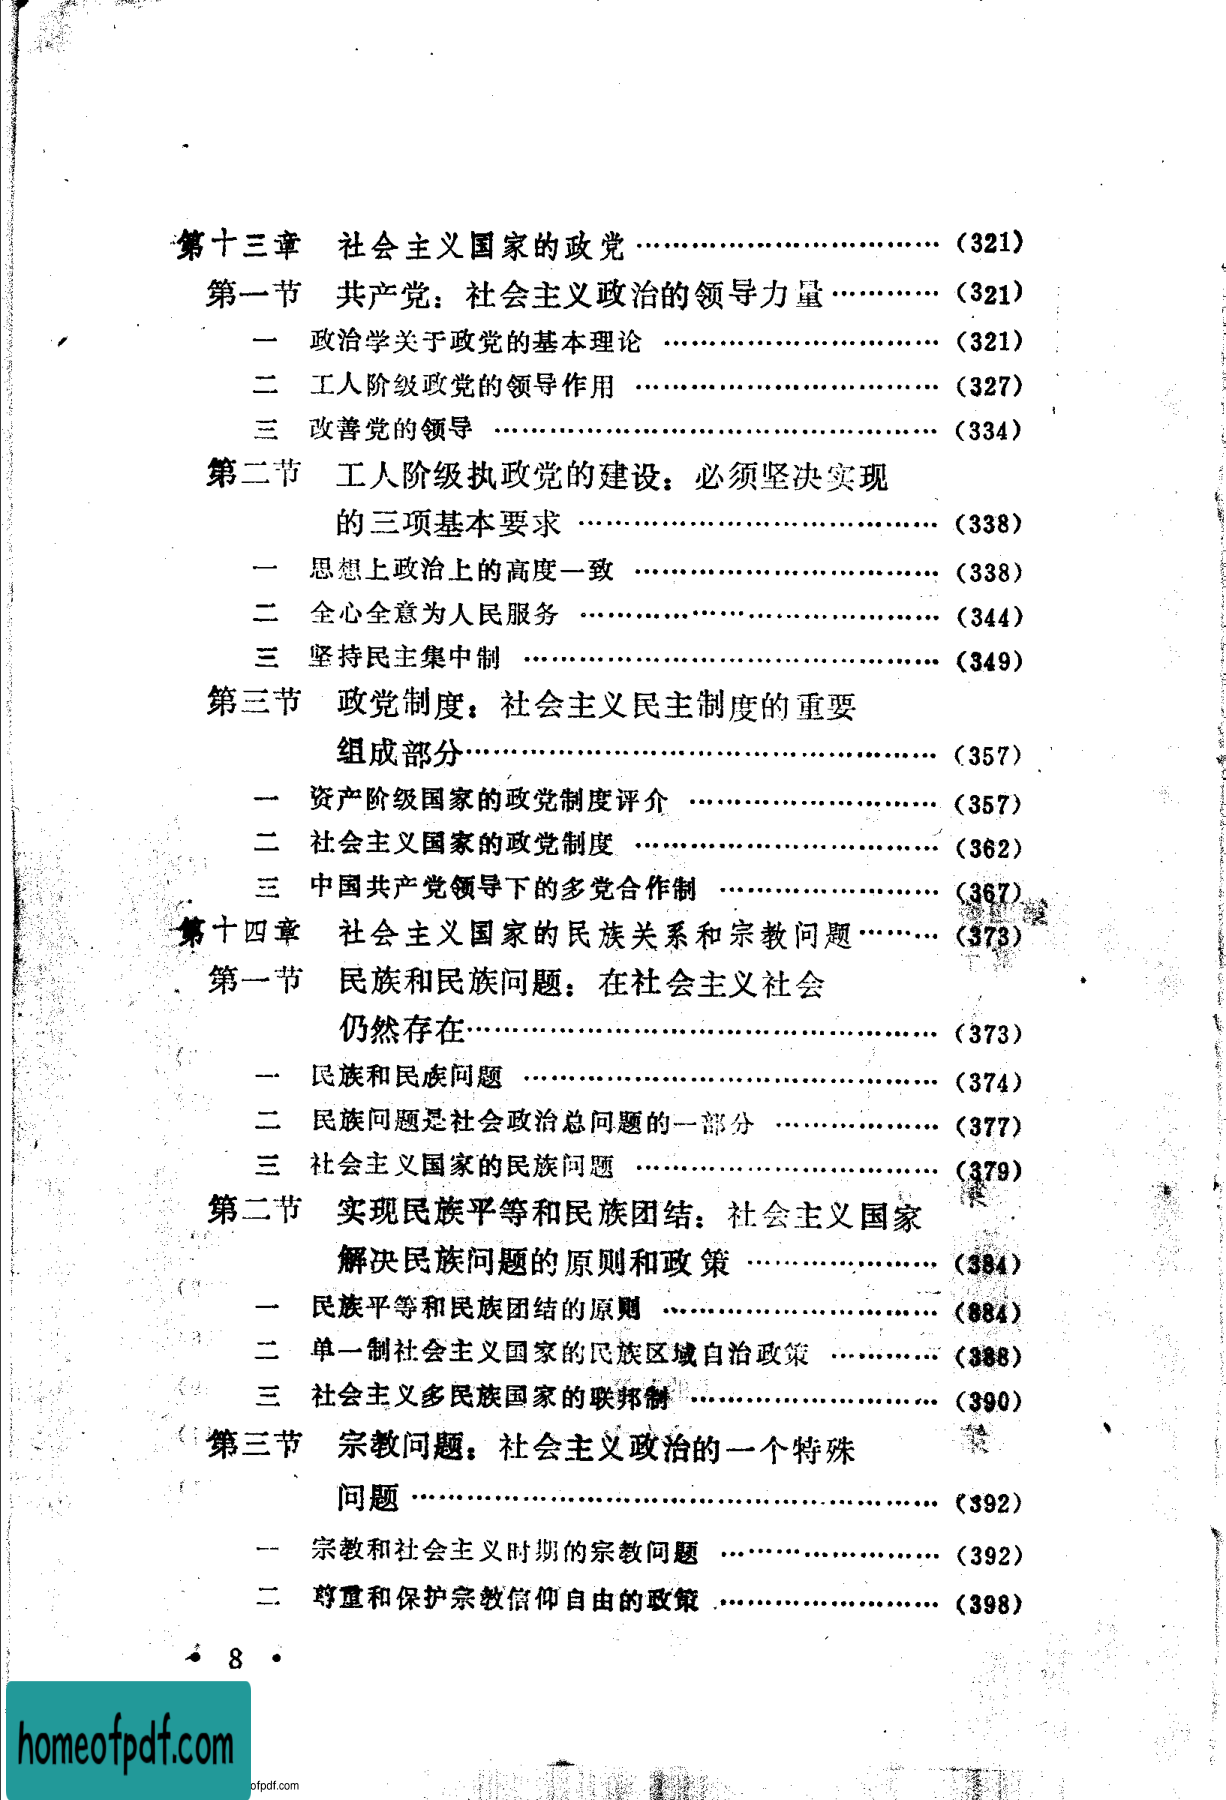 第十三章 社会主义国家的政党 ………………………… (321)
第一节 共产党：社会主义政治的领导力量 ………… (321)
一 政治学关于政党的基本理论 ………………………… (321)
二 工人阶级政党的领导作用 ………………………… (327)
三 改善党的领导 ………………………… (334)
第二节 工人阶级执政党的建设：必须坚决实现
的三项基本要求 ………………………… (338)
一 思想上政治上的高度一致 ………………………… (338)
二 全心全意为人民服务 ………………………… (344)
三 坚持民主集中制 ………………………… (349)
第三节 政党制度：社会主义民主制度的重要
组成部分 ………………………… (357)
一 资产阶级国家的政党制度评介 ………………………… (357)
二 社会主义国家的政党制度 ………………………… (362)
三 中国共产党领导下的多党合作制 ………………… (367)
第十四章 社会主义国家的民族关系和宗教问题 ……… (373)
第一节 民族和民族问题：在社会主义社会
仍然存在 ………………………… (373)
一 民族和民族问题 ………………………… (374)
二 民族问题是社会政治总问题的一部分 ……………… (377)
三 社会主义国家的民族问题 ………………………… (379)
第二节 实现民族平等和民族团结：社会主义国家
解决民族问题的原则和政策 ……………… (384)
一 民族平等和民族团结的原则 ………………………… (384)
二 单一制社会主义国家的民族区域自治政策 ………… (388)
三 社会主义多民族国家的联邦制 ……………………… (390)
第三节 宗教问题：社会主义政治的一个特殊
问题 ………………………… (392)
一 宗教和社会主义时期的宗教问题 ………………… (392)
二 尊重和保护宗教信仰自由的政策 ………………… (398)
• 8 •
homeofpdf.com
ofpdf.com